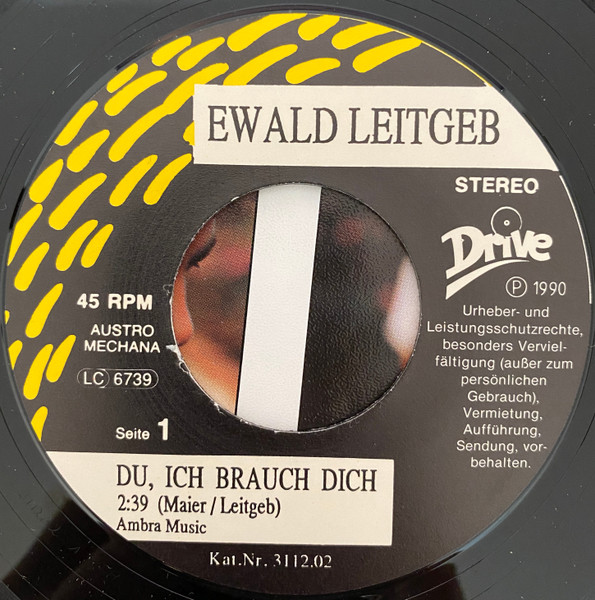 EWALD LEITGEB
STEREO
Drive
Ⓟ 1990
Urheber- und
Leistungsschutzrechte,
besonders Verviel-
fältigung (außer zum
persönlichen
Gebrauch),
Vermietung,
Aufführung,
Sendung, vor-
behalten.
45 RPM
AUSTRO
MECHANA
LC 6739
Seite 1
DU, ICH BRAUCH DICH
2:39 (Maier/Leitgeb)
Ambra Music
Kat.Nr. 3112.02